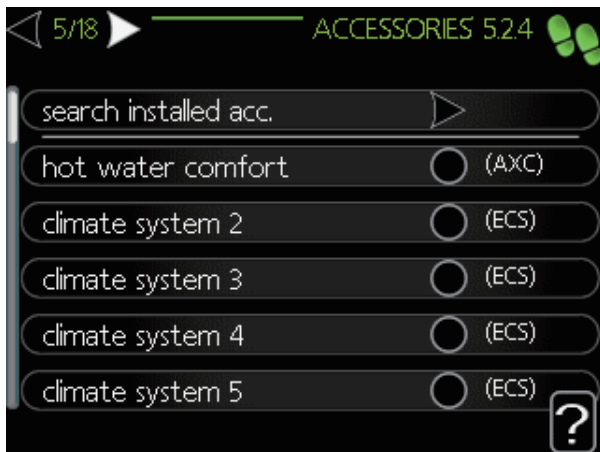 5/18 ACCESSORIES 5.2.4
search installed acc.
hot water comfort (AXC)
climate system 2 (ECS)
climate system 3 (ECS)
climate system 4 (ECS)
climate system 5 (ECS)
?